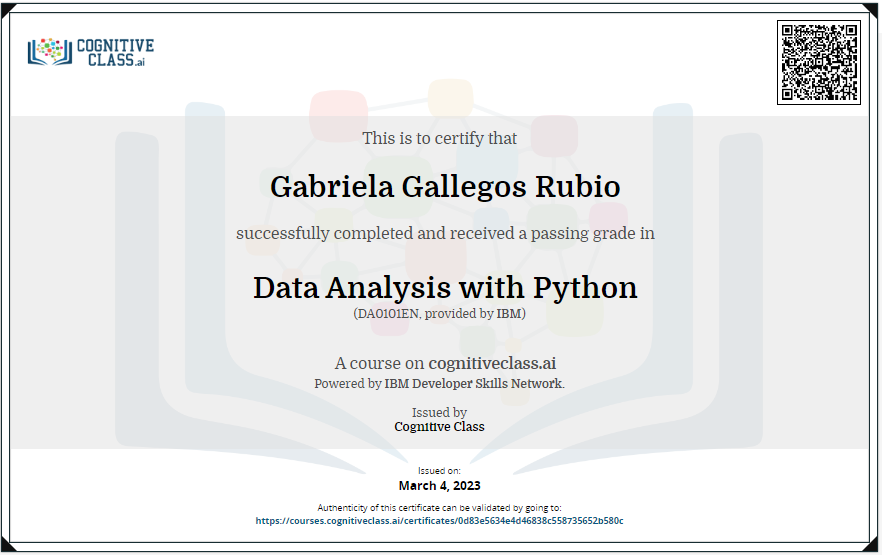 COGNITIVE
CLASS.ai
This is to certify that
Gabriela Gallegos Rubio
successfully completed and received a passing grade in
Data Analysis with Python
(DA0101EN, provided by IBM)
A course on cognitiveclass.ai
Powered by IBM Developer Skills Network.
Issued by
Cognitive Class
Issued on:
March 4, 2023
Authenticity of this certificate can be validated by going to:
https://courses.cognitiveclass.ai/certificates/0d83e5634e4d46838c558735652b580c